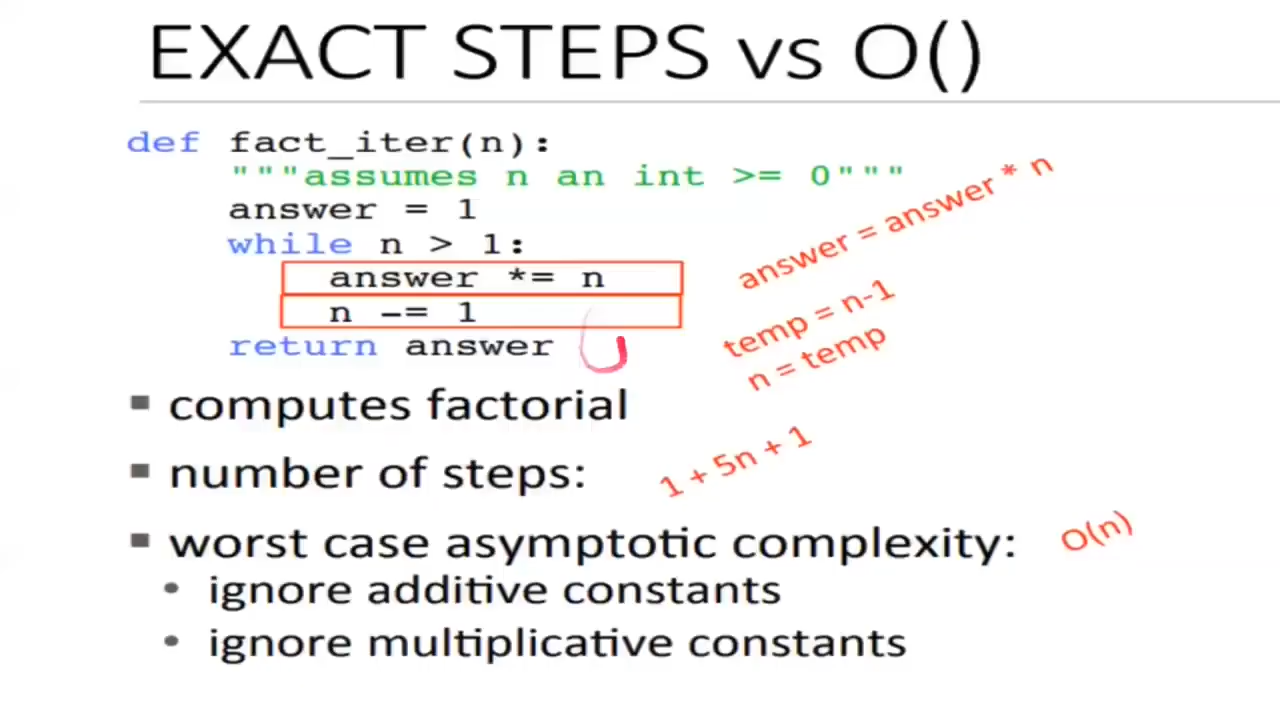 EXACT STEPS vs O()
def fact_iter(n):
"""assumes n an int >= 0"""
answer = 1
while n > 1:
answer *= n
n -= 1
return answer
answer = answer * n
temp = n-1
n = temp
▪ computes factorial
▪ number of steps:
1 + 5n + 1
▪ worst case asymptotic complexity:
O(n)
• ignore additive constants
• ignore multiplicative constants